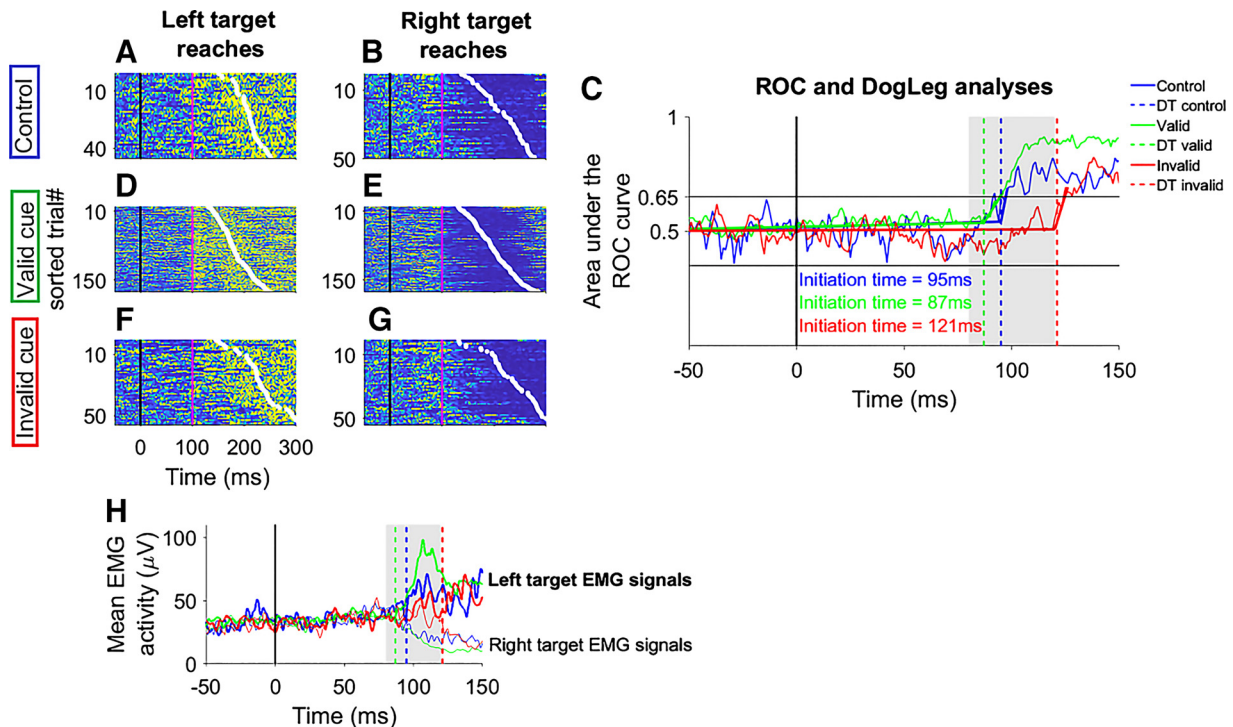 Left target reaches
Right target reaches
A
B
Control
10
40
10
50
D
E
Valid cue
sorted trial#
10
150
F
G
Invalid cue
10
50
10
50
0 100 200 300
Time (ms)
C
ROC and DogLeg analyses
Area under the ROC curve
1
0.65
0.5
Initiation time = 95ms
Initiation time = 87ms
Initiation time = 121ms
-50 0 50 100 150
Time (ms)
Control
DT control
Valid
DT valid
Invalid
DT invalid
H
Mean EMG activity (µV)
100
50
0
Left target EMG signals
Right target EMG signals
-50 0 50 100 150
Time (ms)